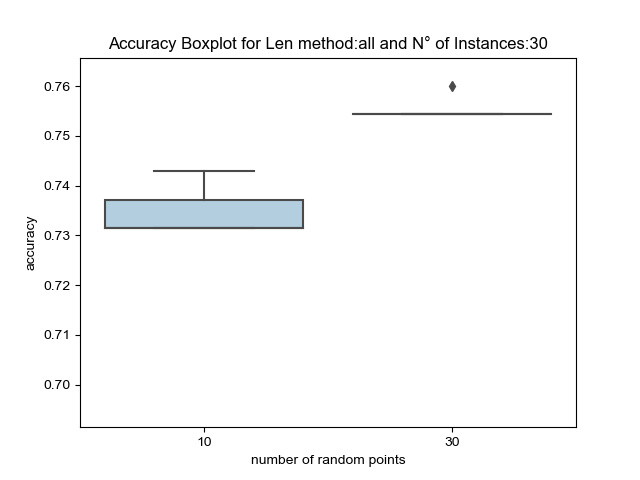 Accuracy Boxplot for Len method:all and N° of Instances:30
0.76
0.75
0.74
0.73
0.72
0.71
0.70
accuracy
10 30
number of random points